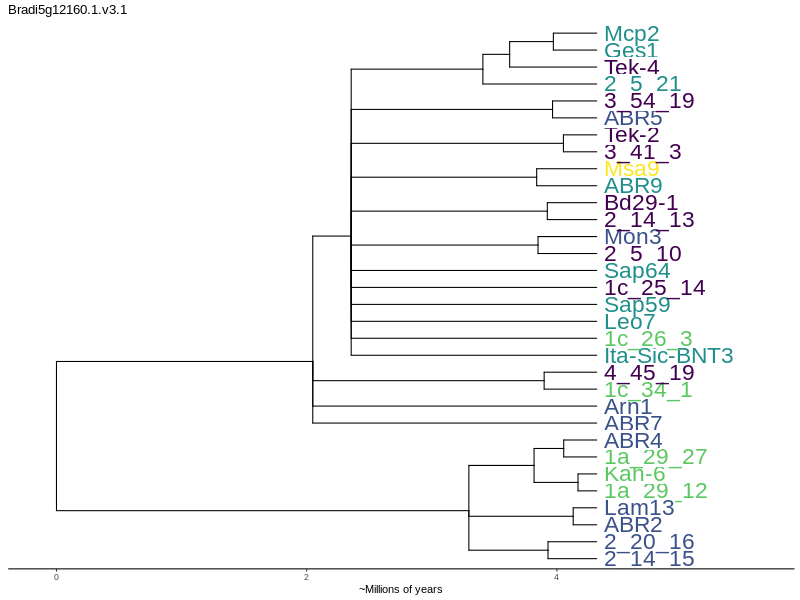 Bradi5g12160.1.v3.1
Mcp2
Ges1
Tek-4
2_5_21
3_54_19
ABR5
Tek-2
3_41_3
Msa9
ABR9
Bd29-1
2_14_13
Mon3
2_5_10
Sap64
1c_25_14
Sap59
Leo7
1c_26_3
Ita-Sic-BNT3
4_45_19
1c_34_1
Arn1
ABR7
ABR4
1a_29_27
Kah-6
1a_29_12
Lam13
ABR2
2_20_16
2_14_15
0 2 4
~Millions of years